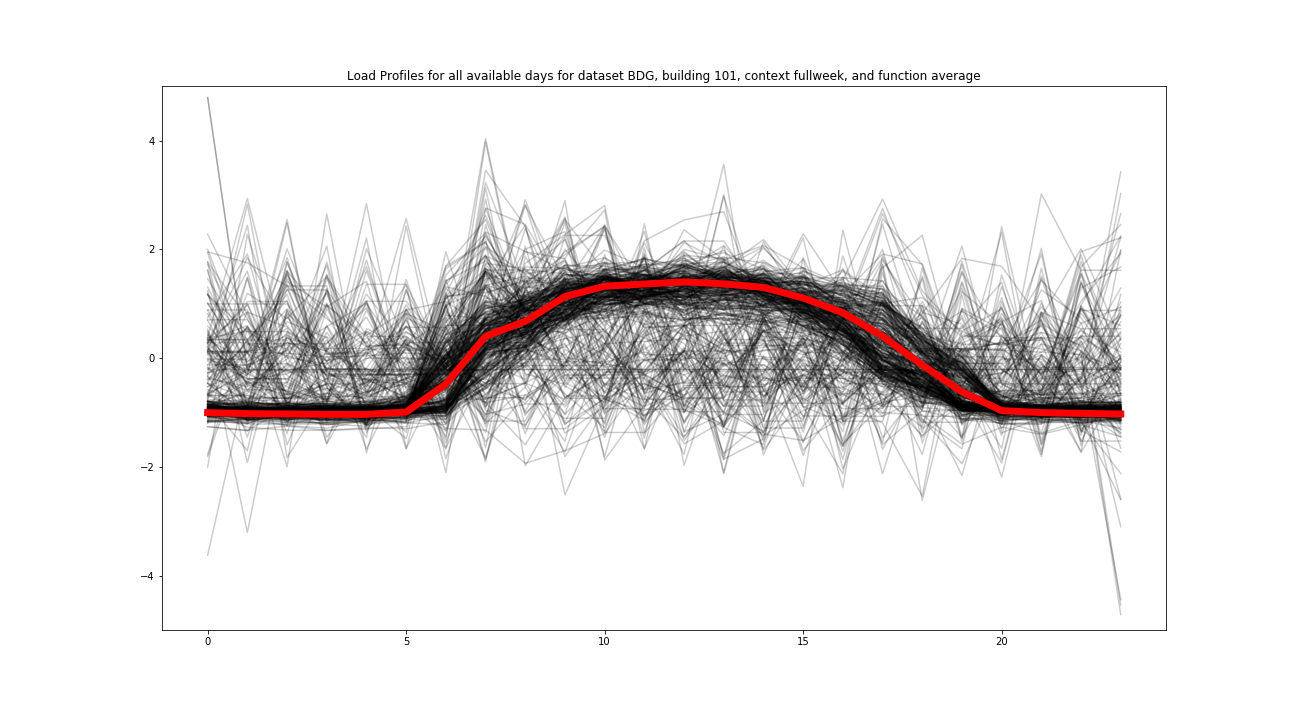 Load Profiles for all available days for dataset BDG, building 101, context fullweek, and function average
4
2
0
−2
−4
0 5 10 15 20